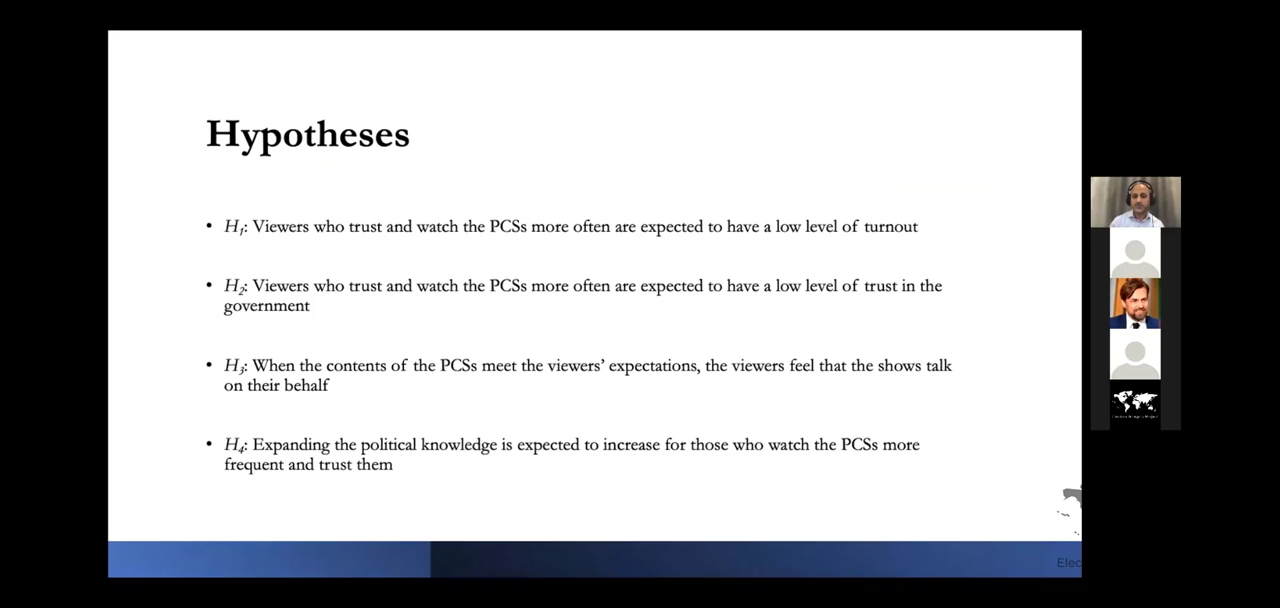 Hypotheses
• H1: Viewers who trust and watch the PCSs more often are expected to have a low level of turnout
• H2: Viewers who trust and watch the PCSs more often are expected to have a low level of trust in the
government
• H3: When the contents of the PCSs meet the viewers’ expectations, the viewers feel that the shows talk
on their behalf
• H4: Expanding the political knowledge is expected to increase for those who watch the PCSs more
frequent and trust them
Elec